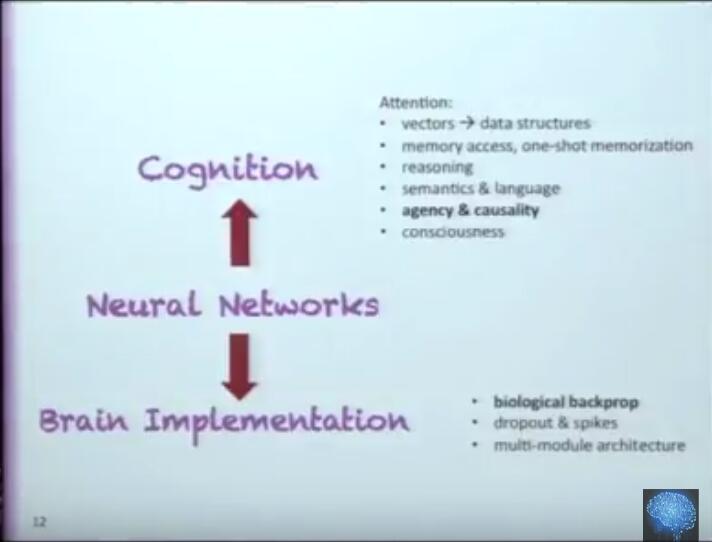 Attention:
• vectors → data structures
• memory access, one-shot memorization
• reasoning
• semantics & language
• agency & causality
• consciousness
Cognition
Neural Networks
Brain Implementation
• biological backprop
• dropout & spikes
• multi-module architecture
12